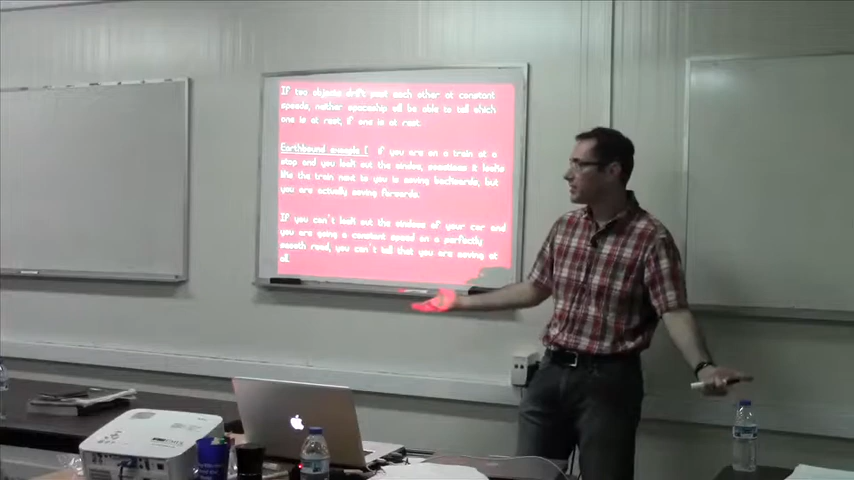 If two objects drift past each other at constant
speeds, neither spaceship will be able to tell which
one is at rest, if one is at rest.
Earthbound example [ if you are on a train at a
stop and you look out the window, sometimes it looks
like the train next to you is moving backwards, but
you are actually moving forwards.
If you can't look out the windows of your car and
you are going a constant speed on a perfectly
smooth road, you can't tell that you are moving at
all.